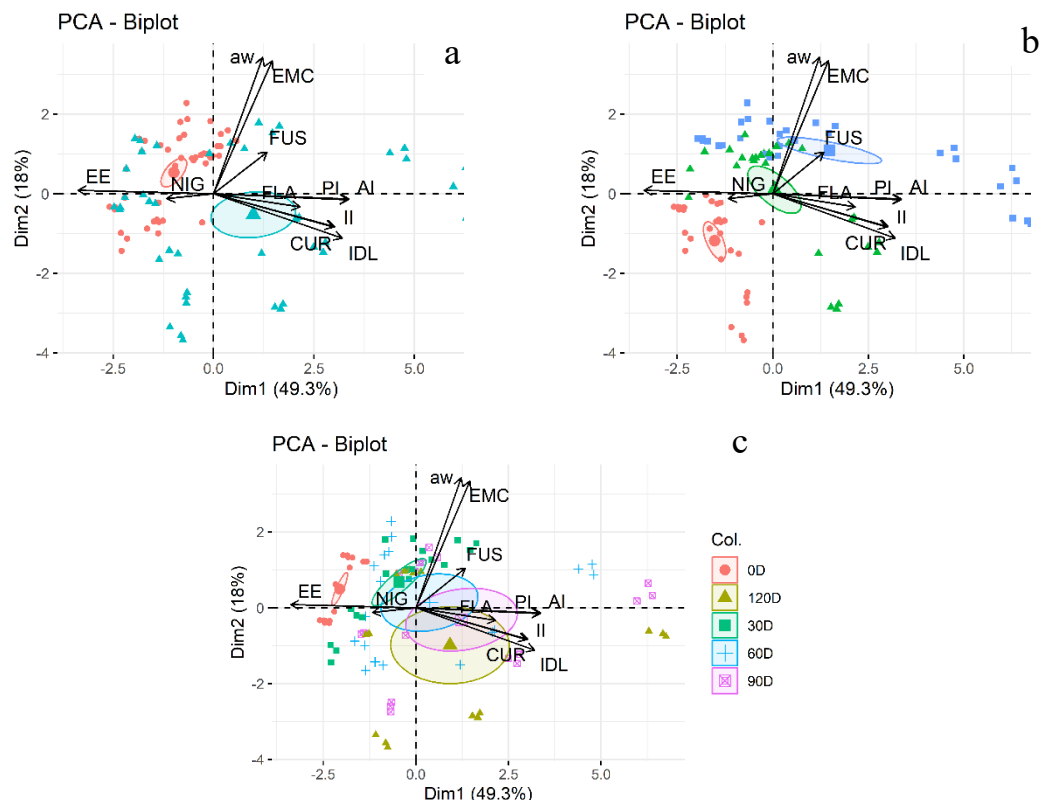 PCA - Biplot
a
aw
EMC
FUS
EE
NIG
FLA
PI
AI
II
CUR
IDL
2
0
-2
-4
Dim2 (18%)
-2.5
0.0
2.5
5.0
Dim1 (49.3%)
PCA - Biplot
b
aw
EMC
FUS
EE
NIG
FLA
PI
AI
II
CUR
IDL
2
0
-2
-4
Dim2 (18%)
-2.5
0.0
2.5
5.0
Dim1 (49.3%)
PCA - Biplot
c
aw
EMC
FUS
EE
NIG
FLA
PI
AI
II
CUR
IDL
2
0
-2
-4
Dim2 (18%)
-2.5
0.0
2.5
5.0
Dim1 (49.3%)
Col.
0D
120D
30D
60D
90D